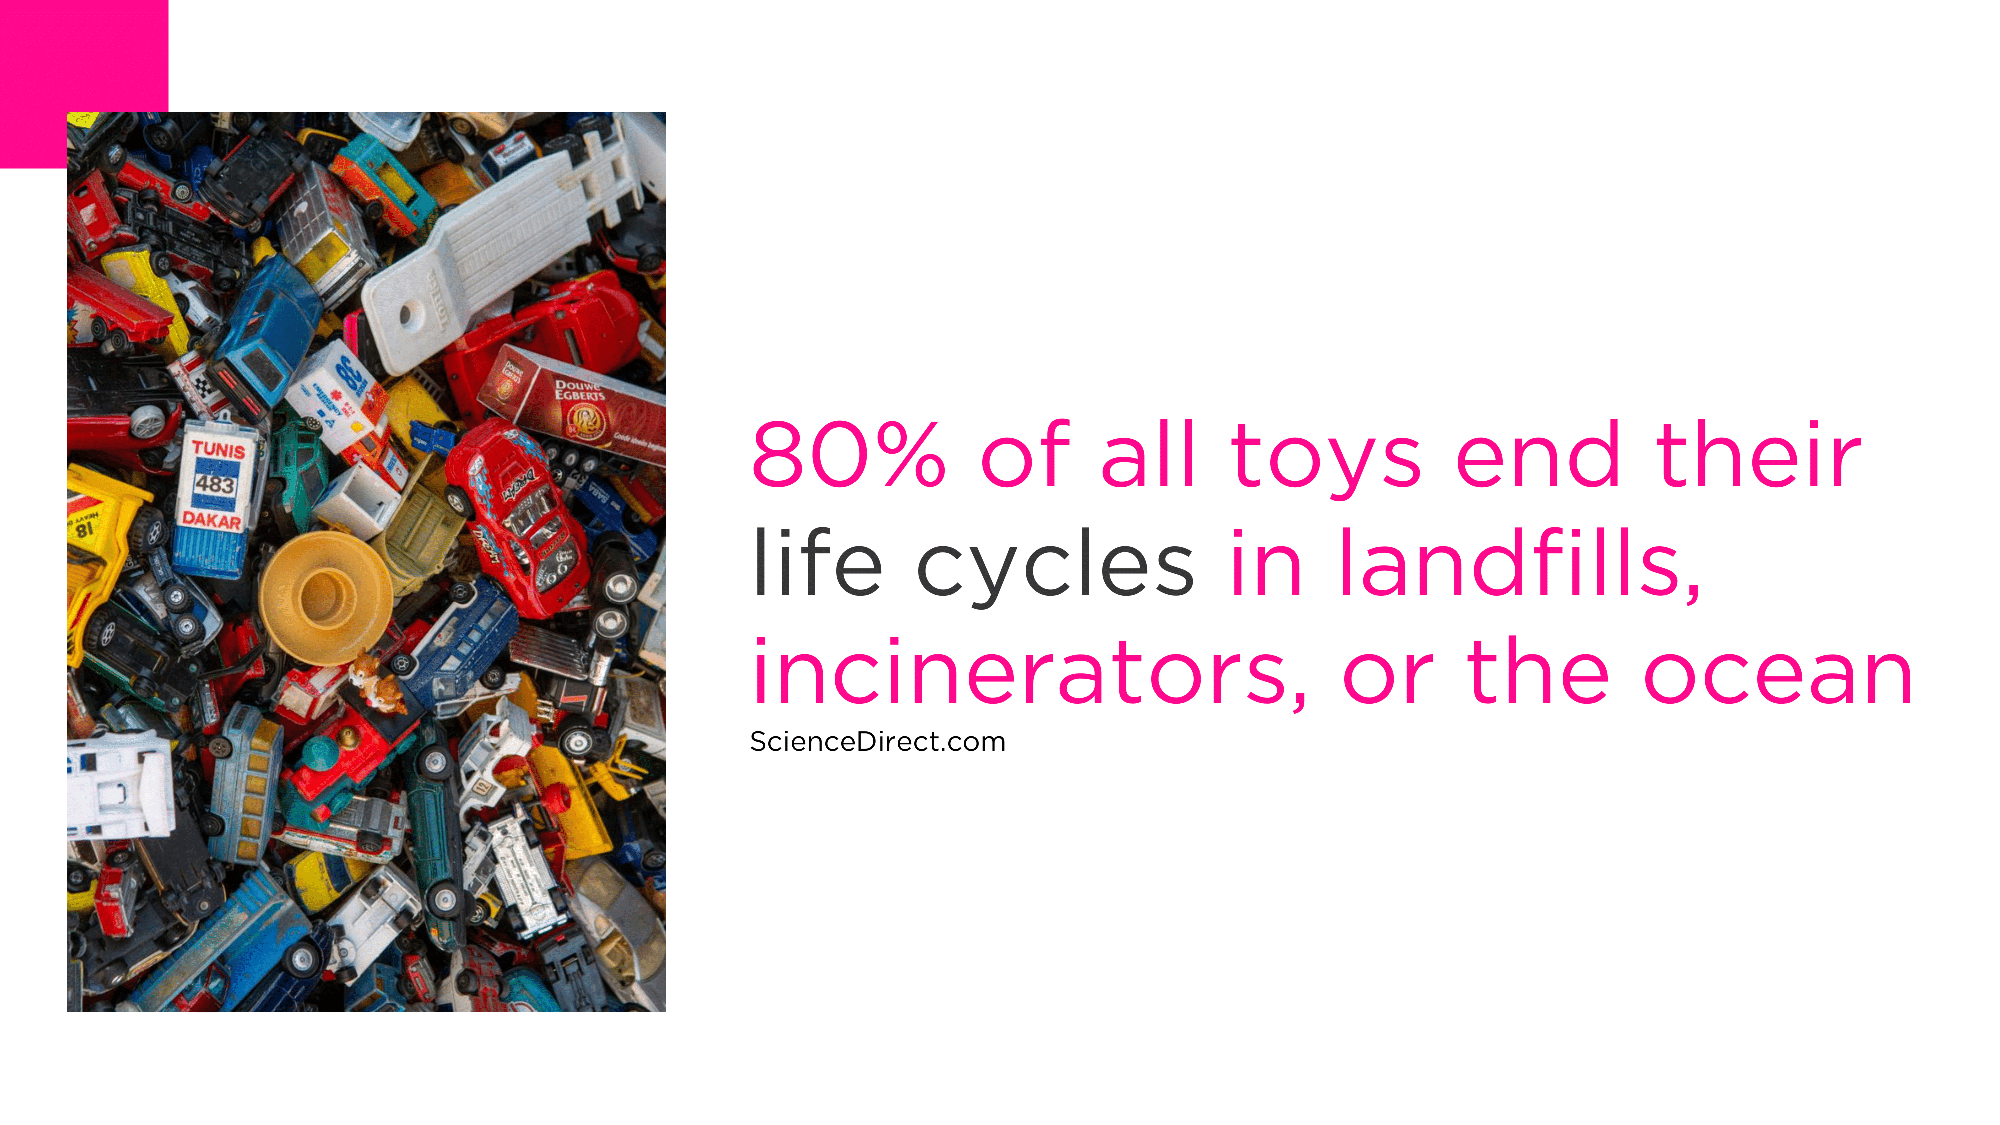 80% of all toys end their
life cycles in landfills,
incinerators, or the ocean
ScienceDirect.com
TUNIS
483
DAKAR
DOUWE
EGBERTS
18